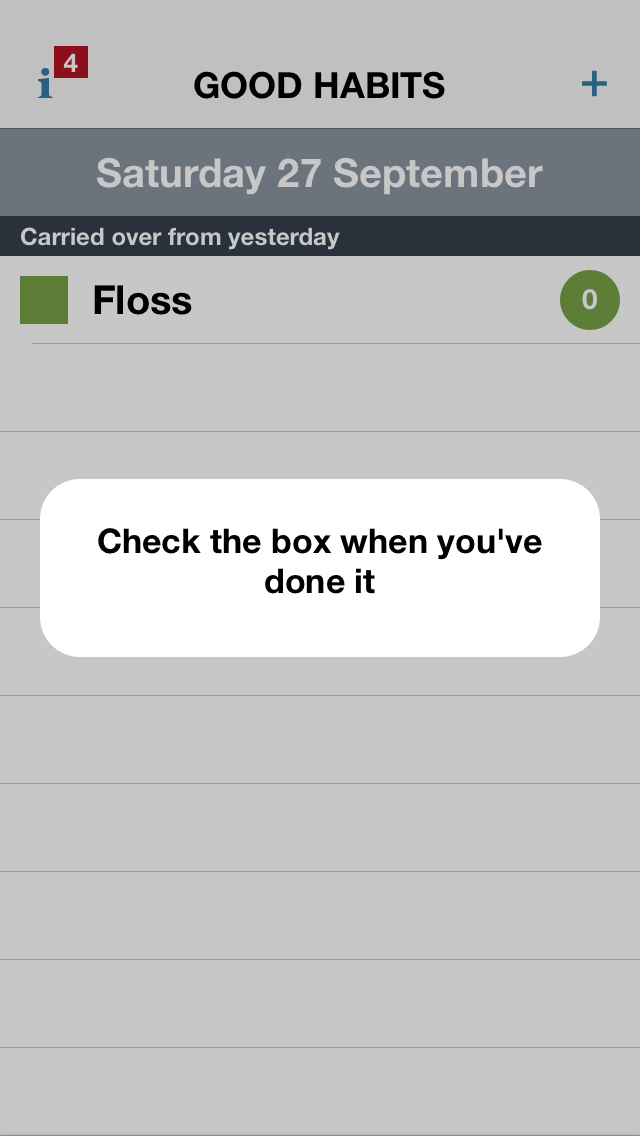 i 4
GOOD HABITS +
Saturday 27 September
Carried over from yesterday
Floss 0
Check the box when you've
done it